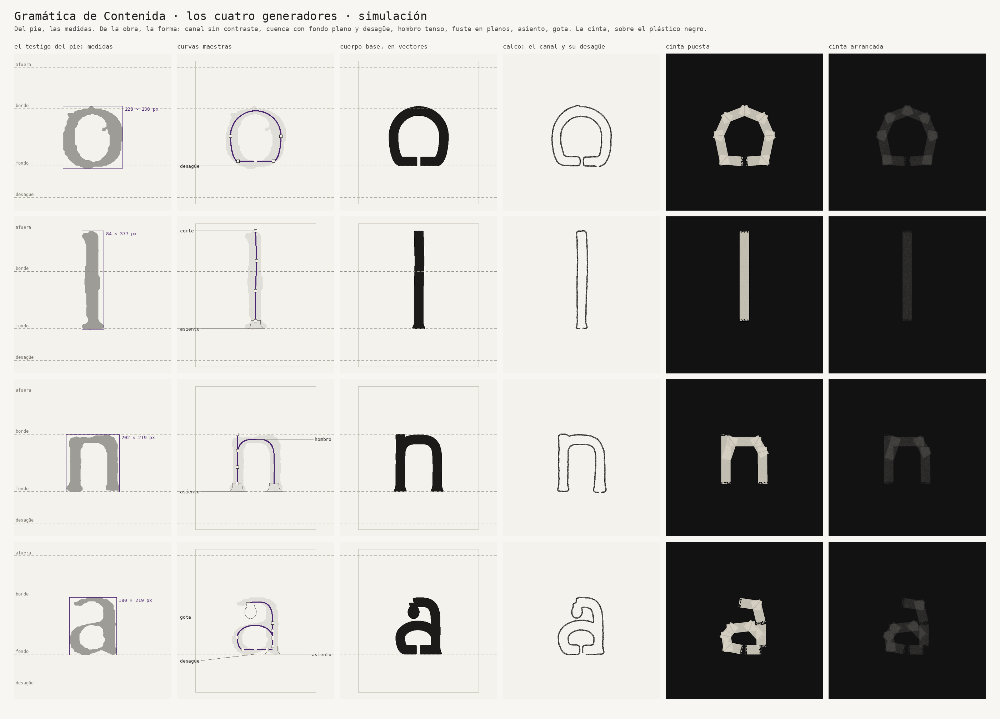 Gramática de Contenida · los cuatro generadores · simulación
Del pie, las medidas. De la obra, la forma: canal sin contraste, cuenca con fondo plano y desagüe, hombro tenso, fuste en planos, asiento, gota. La cinta, sobre el plástico negro.
el testigo del pie: medidas
curvas maestras
cuerpo base, en vectores
calco: el canal y su desagüe
cinta puesta
cinta arrancada
afuera
borde
228 × 238 px
fondo
desagüe
desagüe
o
afuera
corte
84 × 377 px
borde
fondo
asiento
desagüe
l
afuera
borde
202 × 219 px
hombro
fondo
asiento
desagüe
n
afuera
borde
180 × 219 px
gota
fondo
asiento
desagüe
desagüe
a